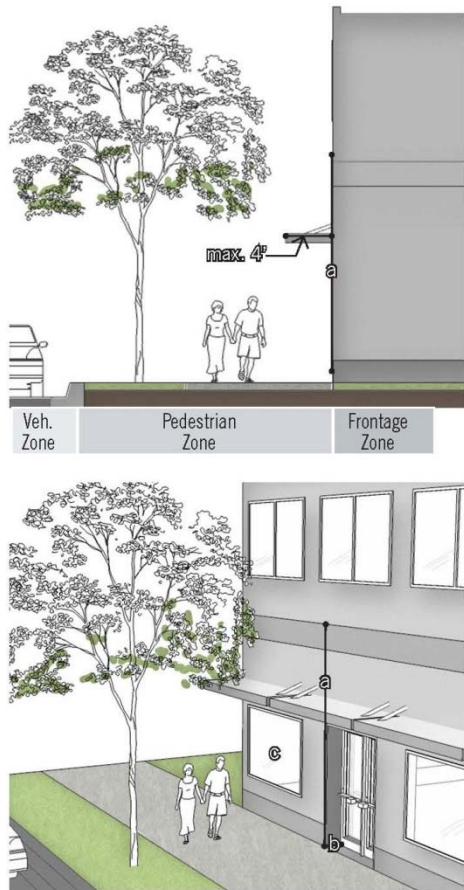 max. 4'
a
Veh. Zone
Pedestrian Zone
Frontage Zone
a
c
b